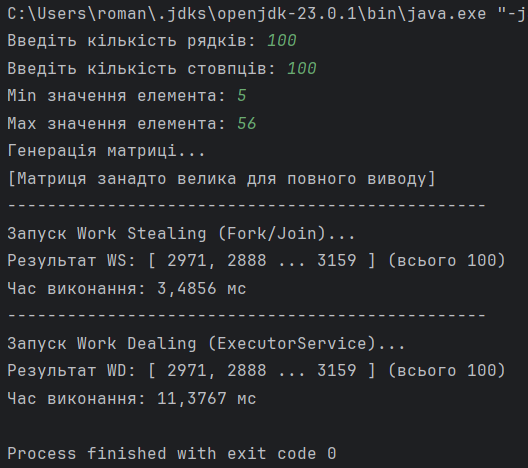 C:\Users\roman\.jdks\openjdk-23.0.1\bin\java.exe "-j
Введіть кількість рядків: 100
Введіть кількість стовпців: 100
Min значення елемента: 5
Max значення елемента: 56
Генерація матриці...
[Матриця занадто велика для повного виводу]
------------------------------------------------
Запуск Work Stealing (Fork/Join)...
Результат WS: [ 2971, 2888 ... 3159 ] (всього 100)
Час виконання: 3,4856 мс
------------------------------------------------
Запуск Work Dealing (ExecutorService)...
Результат WD: [ 2971, 2888 ... 3159 ] (всього 100)
Час виконання: 11,3767 мс
Process finished with exit code 0